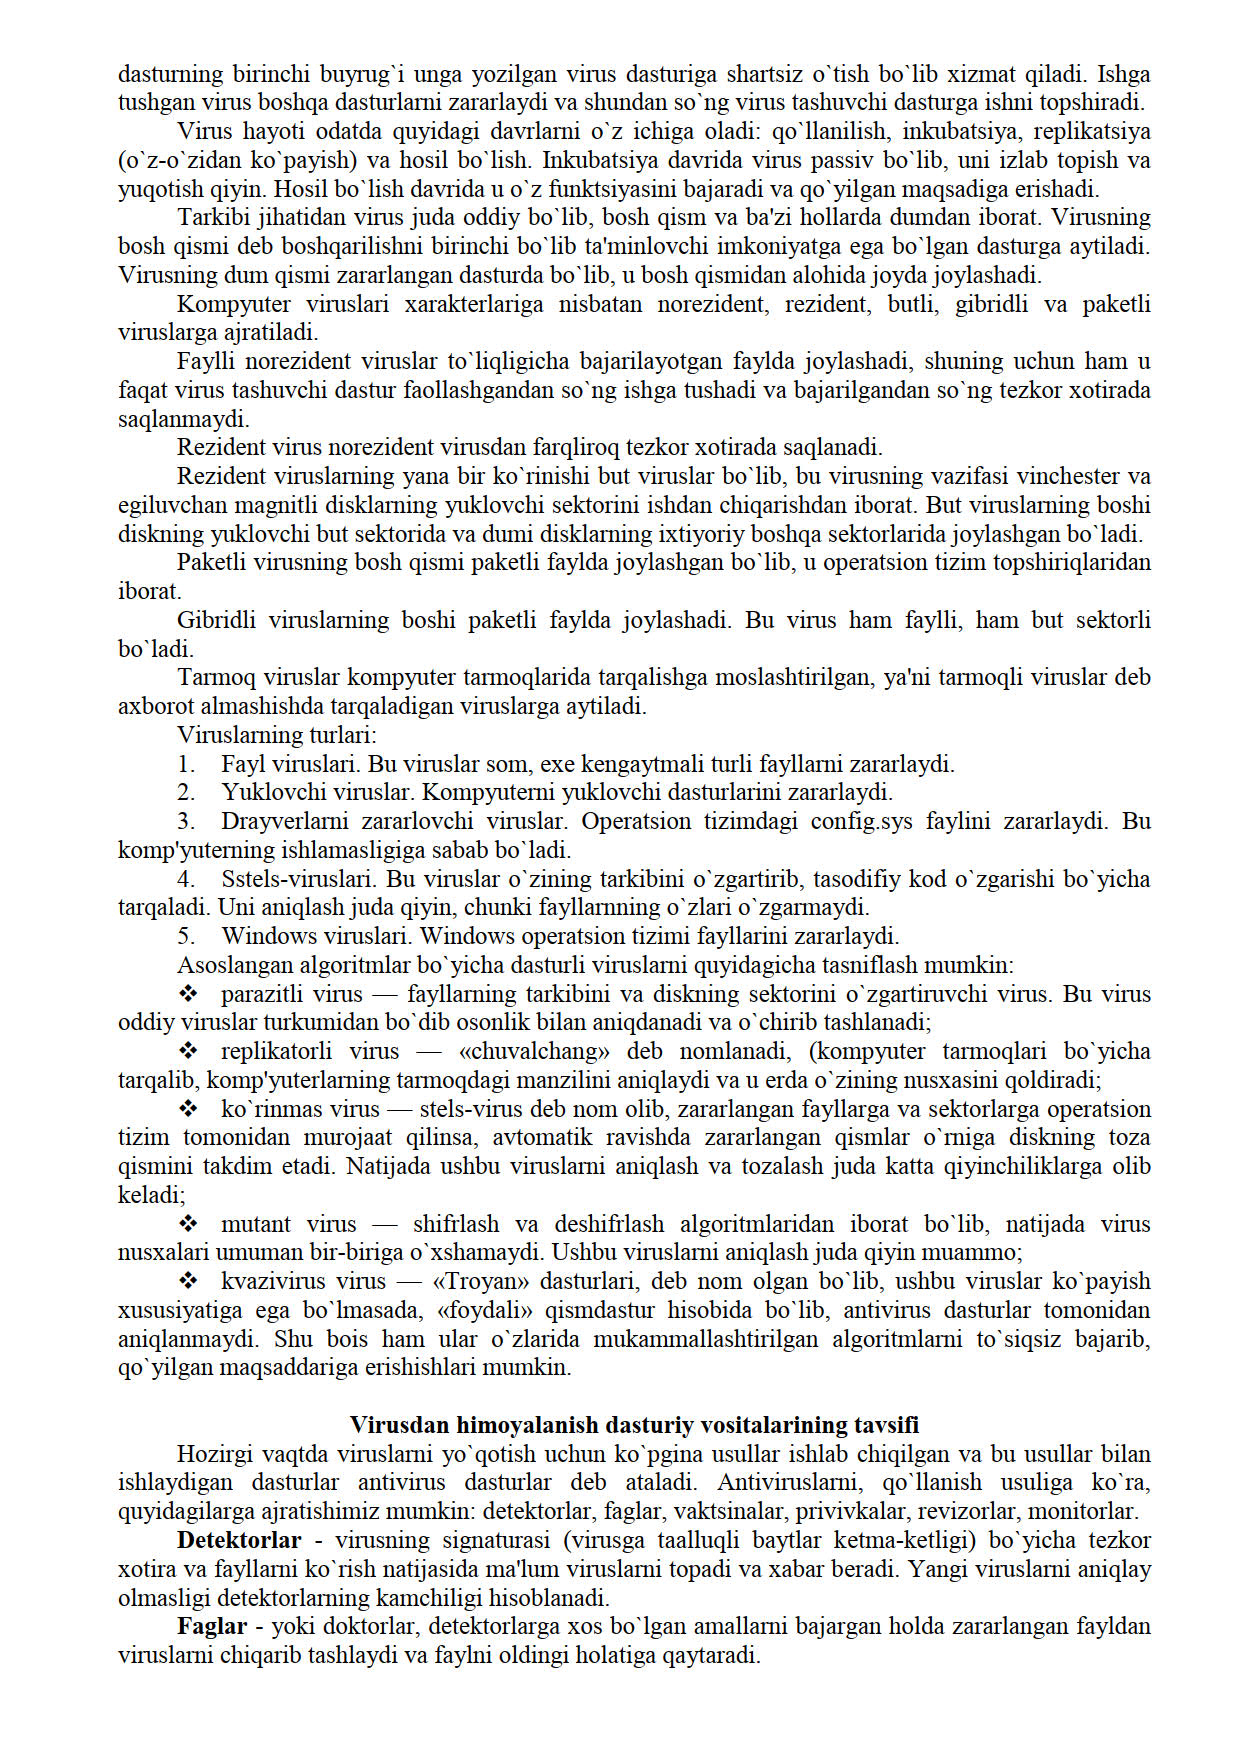 dasturning birinchi buyrug`i unga yozilgan virus dasturiga shartsiz o`tish bo`lib xizmat qiladi. Ishga
tushgan virus boshqa dasturlarni zararlaydi va shundan so`ng virus tashuvchi dasturga ishni topshiradi.
Virus hayoti odatda quyidagi davrlarni o`z ichiga oladi: qo`llanilish, inkubatsiya, replikatsiya
(o`z-o`zidan ko`payish) va hosil bo`lish. Inkubatsiya davrida virus passiv bo`lib, uni izlab topish va
yuqotish qiyin. Hosil bo`lish davrida u o`z funktsiyasini bajaradi va qo`yilgan maqsadiga erishadi.
Tarkibi jihatidan virus juda oddiy bo`lib, bosh qism va ba'zi hollarda dumdan iborat. Virusning
bosh qismi deb boshqarilishni birinchi bo`lib ta'minlovchi imkoniyatga ega bo`lgan dasturga aytiladi.
Virusning dum qismi zararlangan dasturda bo`lib, u bosh qismidan alohida joyda joylashadi.
Kompyuter viruslari xarakterlariga nisbatan norezident, rezident, butli, gibridli va paketli
viruslarga ajratiladi.
Faylli norezident viruslar to`liqligicha bajarilayotgan faylda joylashadi, shuning uchun ham u
faqat virus tashuvchi dastur faollashgandan so`ng ishga tushadi va bajarilgandan so`ng tezkor xotirada
saqlanmaydi.
Rezident virus norezident virusdan farqliroq tezkor xotirada saqlanadi.
Rezident viruslarning yana bir ko`rinishi but viruslar bo`lib, bu virusning vazifasi vinchester va
egiluvchan magnitli disklarning yuklovchi sektorini ishdan chiqarishdan iborat. But viruslarning boshi
diskning yuklovchi but sektorida va dumi disklarning ixtiyoriy boshqa sektorlarida joylashgan bo`ladi.
Paketli virusning bosh qismi paketli faylda joylashgan bo`lib, u operatsion tizim topshiriqlaridan
iborat.
Gibridli viruslarning boshi paketli faylda joylashadi. Bu virus ham faylli, ham but sektorli
bo`ladi.
Tarmoq viruslar kompyuter tarmoqlarida tarqalishga moslashtirilgan, ya'ni tarmoqli viruslar deb
axborot almashishda tarqaladigan viruslarga aytiladi.
Viruslarning turlari:
1. Fayl viruslari. Bu viruslar som, exe kengaytmali turli fayllarni zararlaydi.
2. Yuklovchi viruslar. Kompyuterni yuklovchi dasturlarini zararlaydi.
3. Drayverlarni zararlovchi viruslar. Operatsion tizimdagi config.sys faylini zararlaydi. Bu
komp'yuterning ishlamasligiga sabab bo`ladi.
4. Sstels-viruslari. Bu viruslar o`zining tarkibini o`zgartirib, tasodifiy kod o`zgarishi bo`yicha
tarqaladi. Uni aniqlash juda qiyin, chunki fayllarnning o`zlari o`zgarmaydi.
5. Windows viruslari. Windows operatsion tizimi fayllarini zararlaydi.
Asoslangan algoritmlar bo`yicha dasturli viruslarni quyidagicha tasniflash mumkin:
❖ parazitli virus — fayllarning tarkibini va diskning sektorini o`zgartiruvchi virus. Bu virus
oddiy viruslar turkumidan bo`dib osonlik bilan aniqdanadi va o`chirib tashlanadi;
❖ replikatorli virus — «chuvalchang» deb nomlanadi, (kompyuter tarmoqlari bo`yicha
tarqalib, komp'yuterlarning tarmoqdagi manzilini aniqlaydi va u erda o`zining nusxasini qoldiradi;
❖ ko`rinmas virus — stels-virus deb nom olib, zararlangan fayllarga va sektorlarga operatsion
tizim tomonidan murojaat qilinsa, avtomatik ravishda zararlangan qismlar o`rniga diskning toza
qismini takdim etadi. Natijada ushbu viruslarni aniqlash va tozalash juda katta qiyinchiliklarga olib
keladi;
❖ mutant virus — shifrlash va deshifrlash algoritmlaridan iborat bo`lib, natijada virus
nusxalari umuman bir-biriga o`xshamaydi. Ushbu viruslarni aniqlash juda qiyin muammo;
❖ kvazivirus virus — «Troyan» dasturlari, deb nom olgan bo`lib, ushbu viruslar ko`payish
xususiyatiga ega bo`lmasada, «foydali» qismdastur hisobida bo`lib, antivirus dasturlar tomonidan
aniqlanmaydi. Shu bois ham ular o`zlarida mukammallashtirilgan algoritmlarni to`siqsiz bajarib,
qo`yilgan maqsaddariga erishishlari mumkin.
Virusdan himoyalanish dasturiy vositalarining tavsifi
Hozirgi vaqtda viruslarni yo`qotish uchun ko`pgina usullar ishlab chiqilgan va bu usullar bilan
ishlaydigan dasturlar antivirus dasturlar deb ataladi. Antiviruslarni, qo`llanish usuliga ko`ra,
quyidagilarga ajratishimiz mumkin: detektorlar, faglar, vaktsinalar, privivkalar, revizorlar, monitorlar.
Detektorlar - virusning signaturasi (virusga taalluqli baytlar ketma-ketligi) bo`yicha tezkor
xotira va fayllarni ko`rish natijasida ma'lum viruslarni topadi va xabar beradi. Yangi viruslarni aniqlay
olmasligi detektorlarning kamchiligi hisoblanadi.
Faglar - yoki doktorlar, detektorlarga xos bo`lgan amallarni bajargan holda zararlangan fayldan
viruslarni chiqarib tashlaydi va faylni oldingi holatiga qaytaradi.